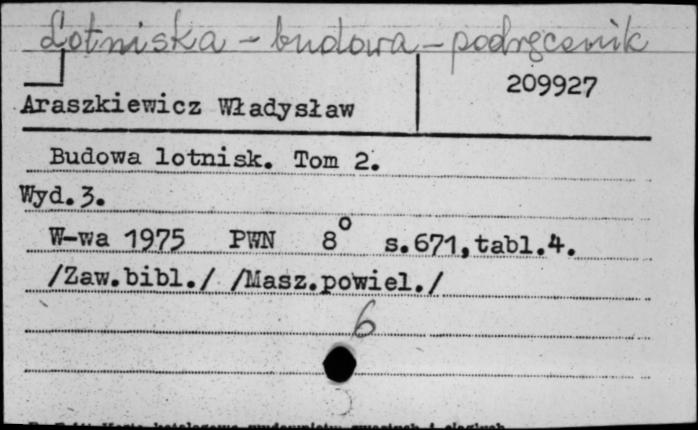 Lotniska - budowa - podręcznik
209927
Araszkiewicz Władysław
Budowa lotnisk. Tom 2.
Wyd.3.
W-wa 1975 PWN 8° s.671,tabl.4.
/Zaw.bibl./ /Masz.powiel./
6